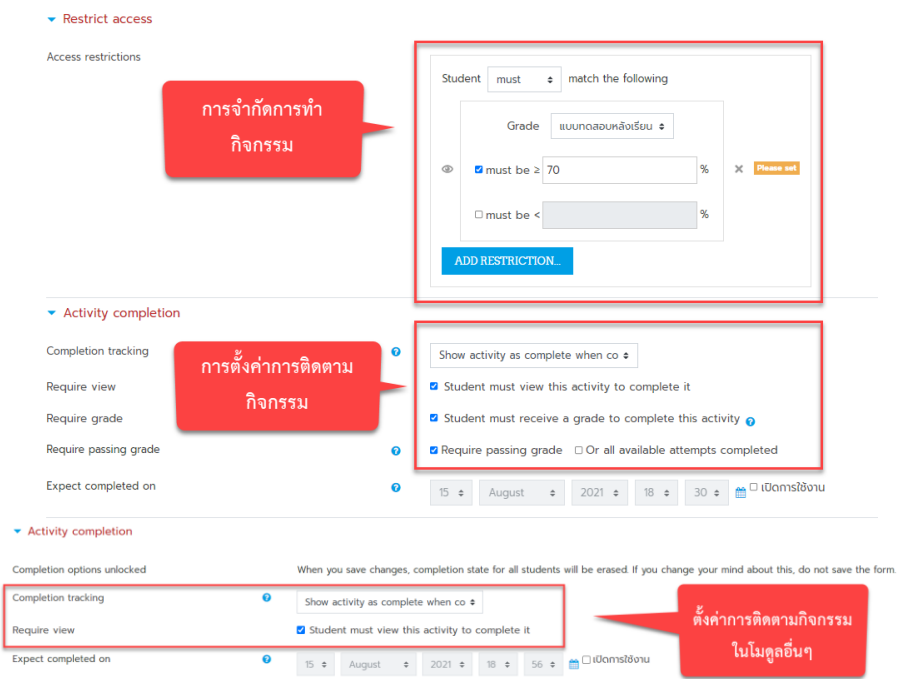 Restrict access
Access restrictions
Student must match the following
การจำกัดการทำ
กิจกรรม
Grade แบบทดสอบหลังเรียน
must be ≥ 70 % Please set
must be < %
ADD RESTRICTION...
Activity completion
Completion tracking Show activity as complete when co
การตั้งค่าการติดตาม
กิจกรรม
Require view Student must view this activity to complete it
Require grade Student must receive a grade to complete this activity
Require passing grade Require passing grade Or all available attempts completed
Expect completed on 15 August 2021 18 30 เปิดการใช้งาน
Activity completion
Completion options unlocked When you save changes, completion state for all students will be erased. If you change your mind about this, do not save the form.
Completion tracking Show activity as complete when co
ตั้งค่าการติดตามกิจกรรม
ในโมดูลอื่นๆ
Require view Student must view this activity to complete it
Expect completed on 15 August 2021 18 56 เปิดการใช้งาน